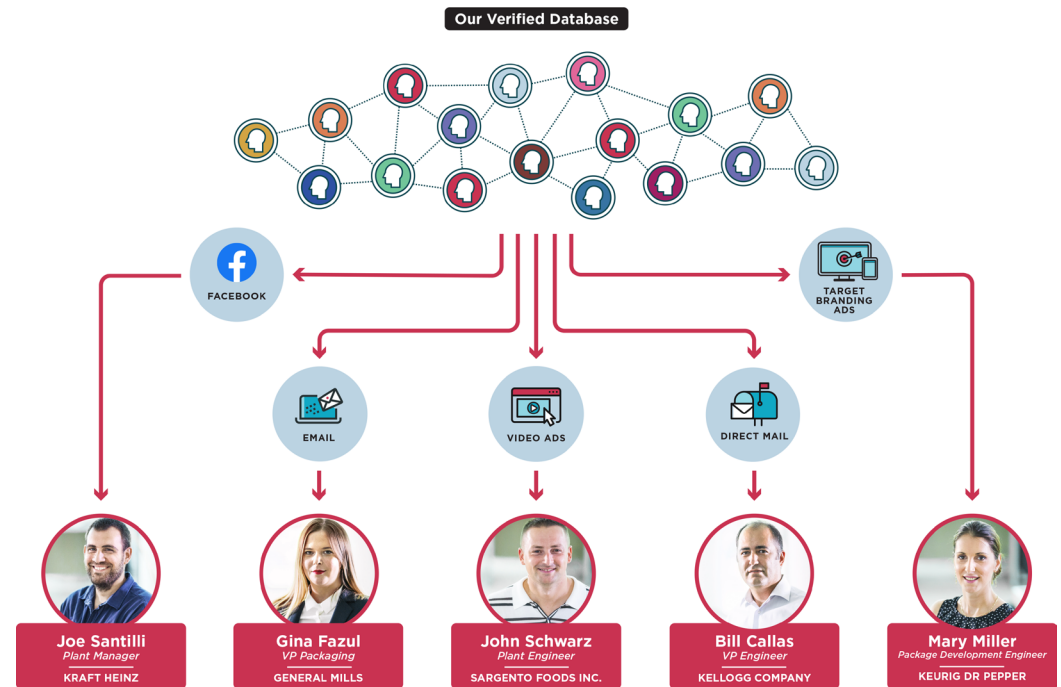 Our Verified Database
FACEBOOK
TARGET
BRANDING
ADS
EMAIL
VIDEO ADS
DIRECT MAIL
Joe Santilli
Plant Manager
KRAFT HEINZ
Gina Fazul
VP Packaging
GENERAL MILLS
John Schwarz
Plant Engineer
SARGENTO FOODS INC.
Bill Callas
VP Engineer
KELLOGG COMPANY
Mary Miller
Package Development Engineer
KEURIG DR PEPPER